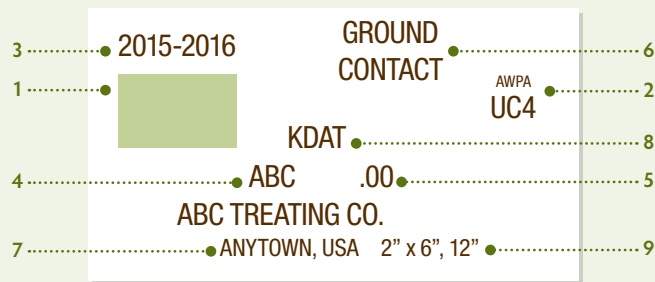 3 2015-2016 GROUND CONTACT 6
1 AWPA UC4 2
KDAT 8
4 ABC .00 5
ABC TREATING CO.
7 ANYTOWN, USA 2” x 6”, 12” 9